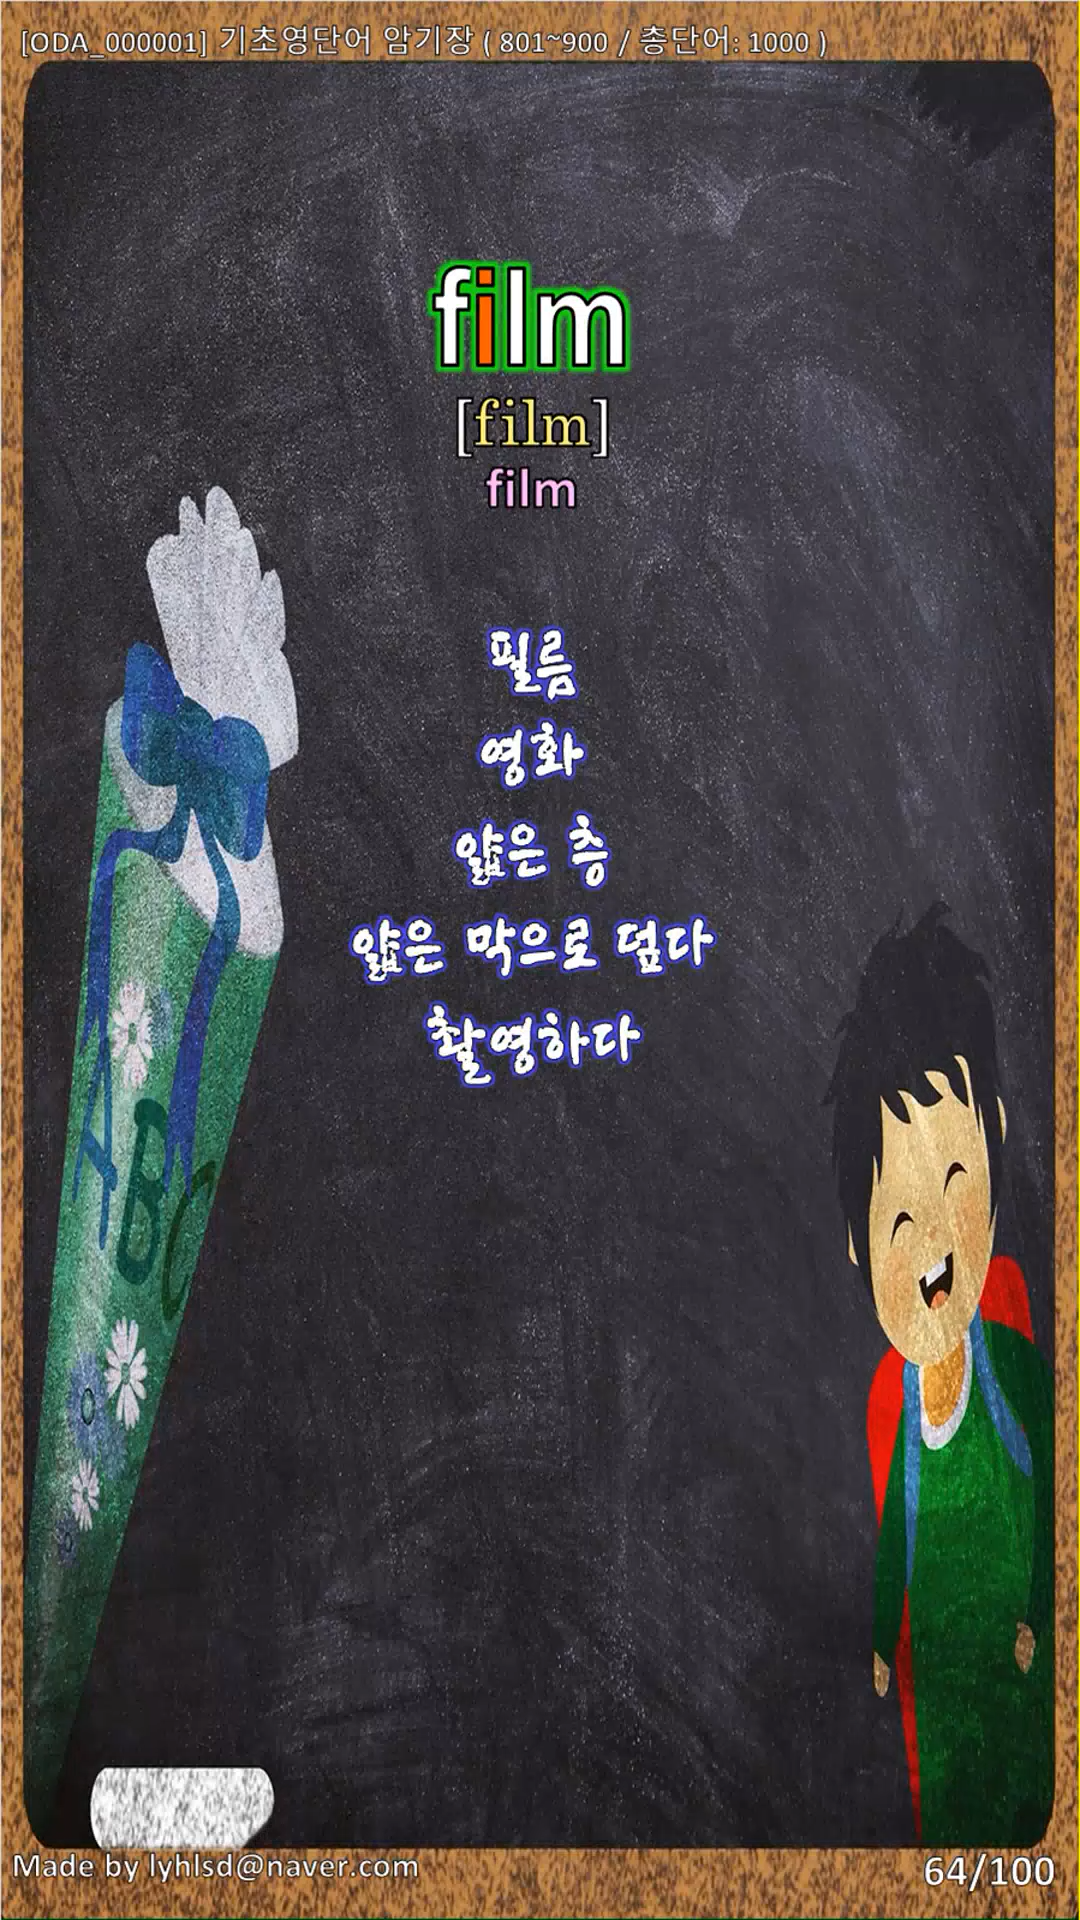 [ODA_000001] 기초영단어 암기장 ( 801~900 / 총단어: 1000 )
film
[film]
film
필름
영화
얇은 층
얇은 막으로 덮다
촬영하다
ABC
Made by lyhlsd@naver.com
64/100